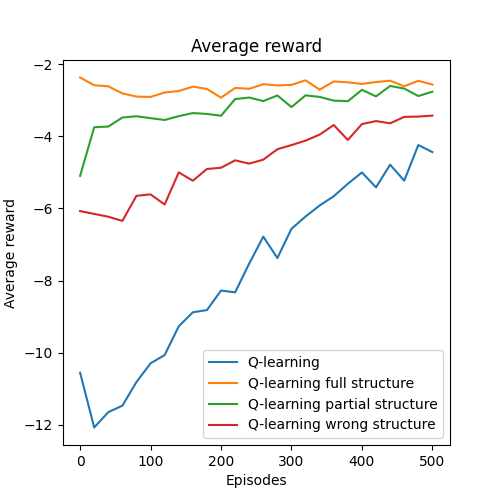 Average reward
−2
−4
−6
−8
−10
−12
Average reward
0 100 200 300 400 500
Episodes
Q-learning
Q-learning full structure
Q-learning partial structure
Q-learning wrong structure